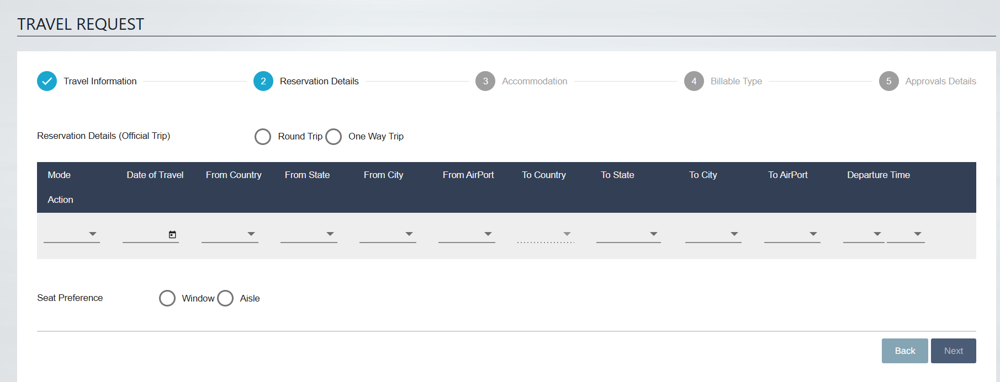 TRAVEL REQUEST
Travel Information 2 Reservation Details 3 Accommodation 4 Billable Type 5 Approvals Details
Reservation Details (Official Trip) Round Trip One Way Trip
Mode Date of Travel From Country From State From City From AirPort To Country To State To City To AirPort Departure Time
Action
Seat Preference Window Aisle
Back Next